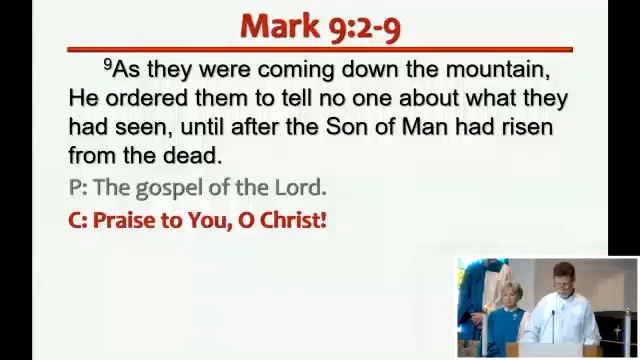 Mark 9:2-9
⁹As they were coming down the mountain,
He ordered them to tell no one about what they
had seen, until after the Son of Man had risen
from the dead.
P: The gospel of the Lord.
C: Praise to You, O Christ!